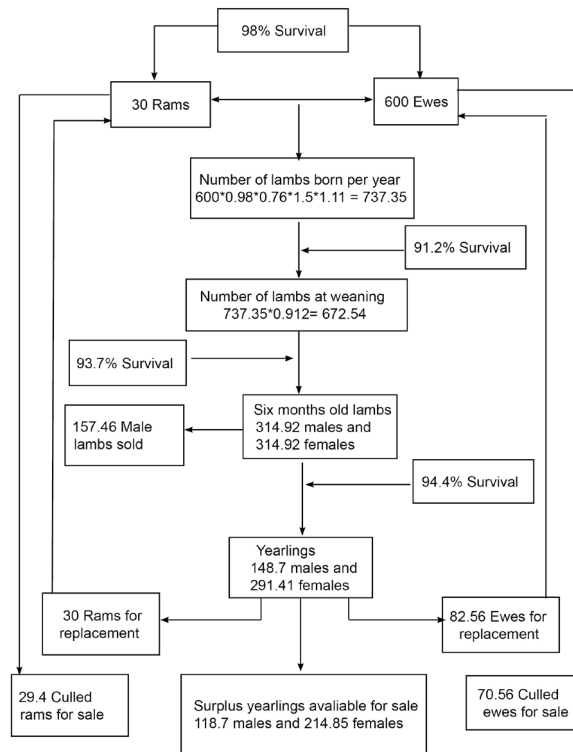 98% Survival
30 Rams
600 Ewes
Number of lambs born per year
600*0.98*0.76*1.5*1.11 = 737.35
91.2% Survival
Number of lambs at weaning
737.35*0.912= 672.54
93.7% Survival
Six months old lambs
314.92 males and
314.92 females
157.46 Male
lambs sold
94.4% Survival
Yearlings
148.7 males and
291.41 females
30 Rams for
replacement
82.56 Ewes for
replacement
29.4 Culled
rams for sale
Surplus yearlings avaliable for sale
118.7 males and 214.85 females
70.56 Culled
ewes for sale